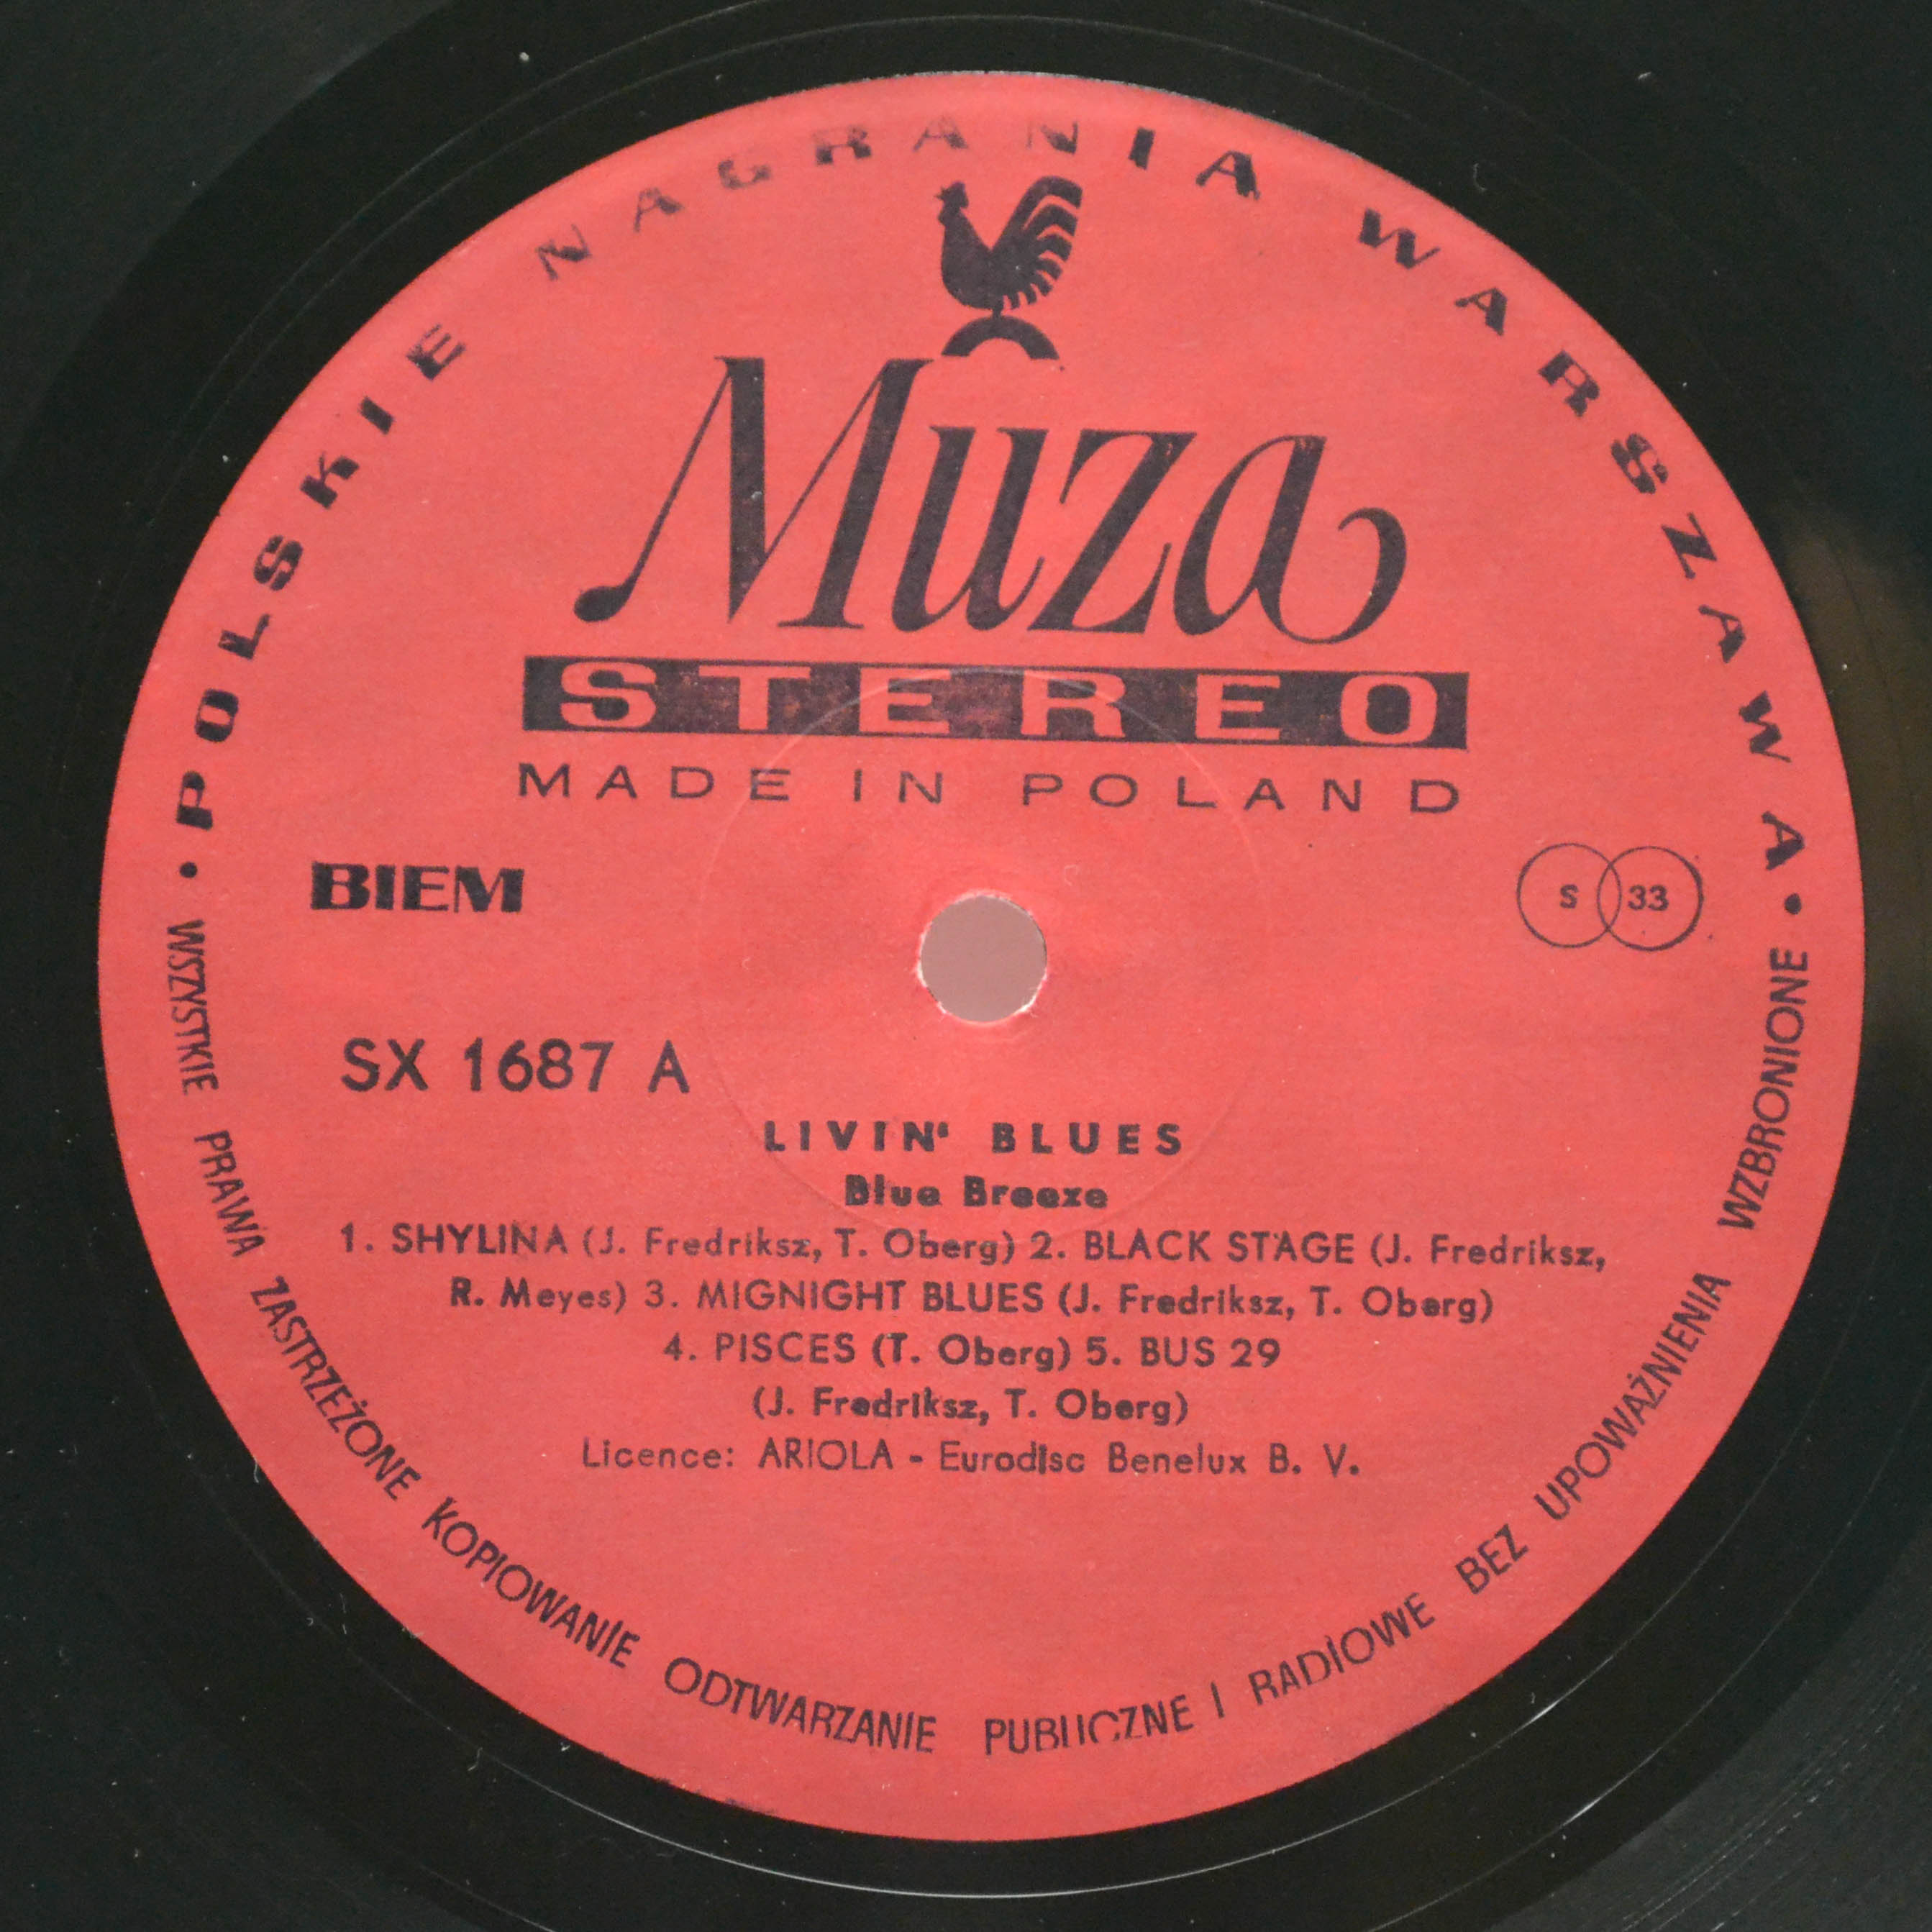 • POLSKIE NAGRANIA WARSZAWA •
Muza
STEREO
MADE IN POLAND
BIEM
S 33
SX 1687 A
LIVIN' BLUES
Blue Breeze
1. SHYLINA (J. Fredriksz, T. Oberg) 2. BLACK STAGE (J. Fredriksz,
R. Meyes) 3. MIGNIGHT BLUES (J. Fredriksz, T. Oberg)
4. PISCES (T. Oberg) 5. BUS 29
(J. Fredriksz, T. Oberg)
Licence: ARIOLA - Eurodisc Benelux B. V.
WSZYSTKIE PRAWA ZASTRZEŻONE KOPIOWANIE ODTWARZANIE PUBLICZNE I RADIOWE BEZ UPOWAŻNIENIA WZBRONIONE